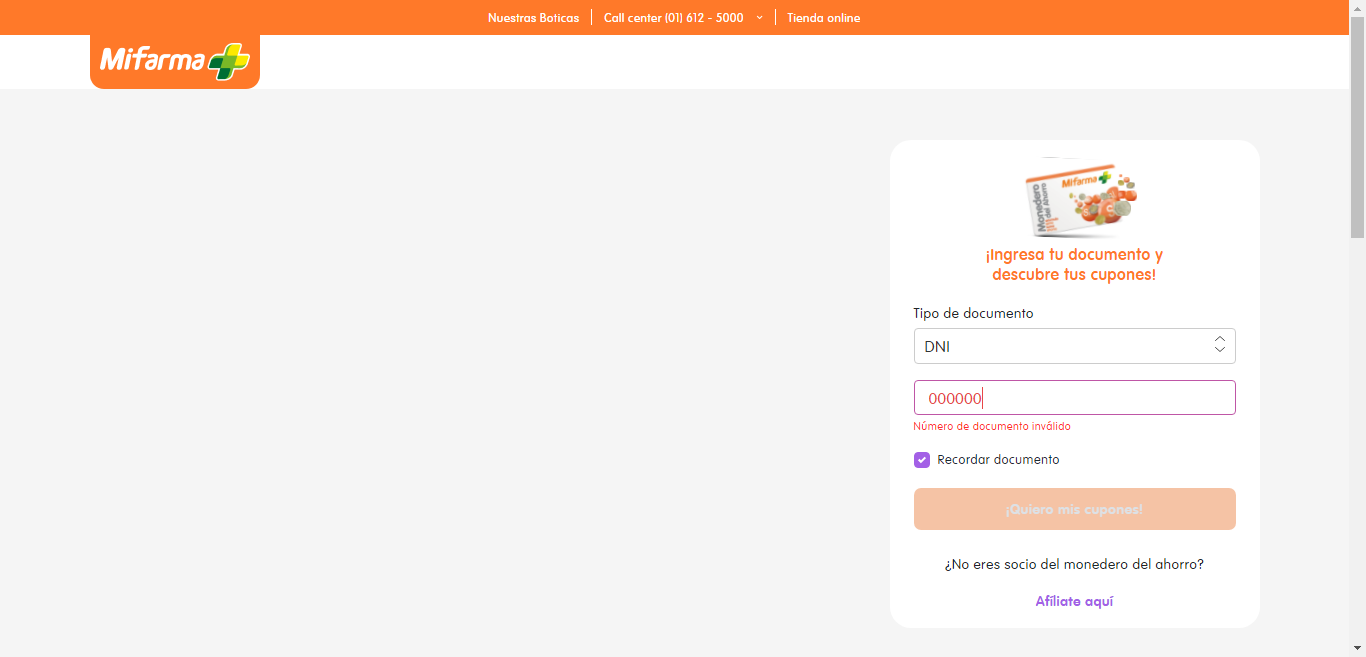 Nuestras Boticas
Call center (01) 612 - 5000
Tienda online
Mifarma
Mifarma
Monedero
del Ahorro
¡Ingresa tu documento y
descubre tus cupones!
Tipo de documento
DNI
000000
Número de documento inválido
Recordar documento
¡Quiero mis cupones!
¿No eres socio del monedero del ahorro?
Afíliate aquí